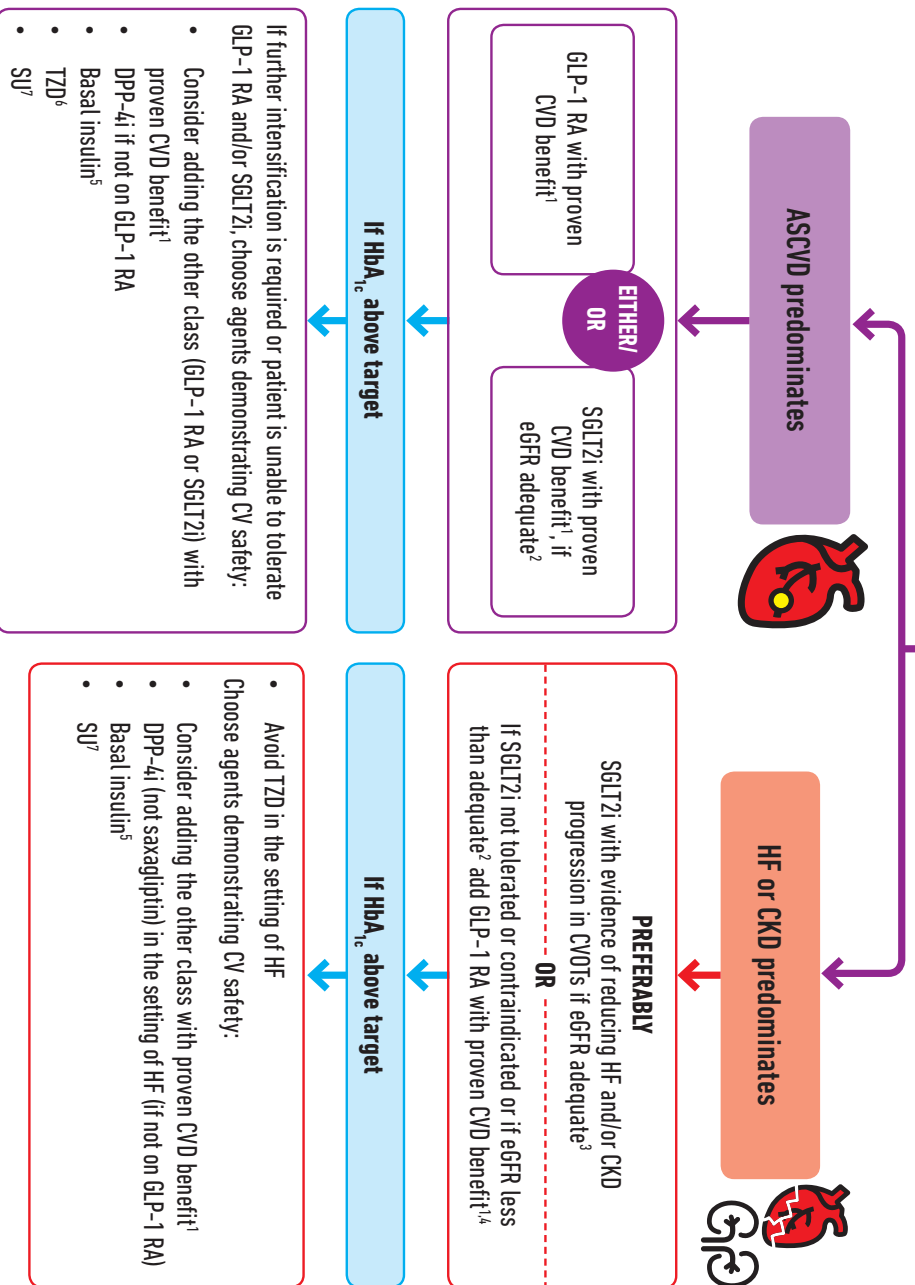 ASCVD predominates
EITHER/
OR
GLP-1 RA with proven
CVD benefit¹
SGLT2i with proven
CVD benefit¹, if
eGFR adequate²
If HbA₁c above target
If further intensification is required or patient is unable to tolerate
GLP-1 RA and/or SGLT2i, choose agents demonstrating CV safety:
• Consider adding the other class (GLP-1 RA or SGLT2i) with
proven CVD benefit¹
• DPP-4i if not on GLP-1 RA
• Basal insulin⁵
• TZD⁶
• SU⁷
HF or CKD predominates
PREFERABLY
SGLT2i with evidence of reducing HF and/or CKD
progression in CVOTs if eGFR adequate³
OR
If SGLT2i not tolerated or contraindicated or if eGFR less
than adequate² add GLP-1 RA with proven CVD benefit¹,⁴
If HbA₁c above target
• Avoid TZD in the setting of HF
Choose agents demonstrating CV safety:
• Consider adding the other class with proven CVD benefit¹
• DPP-4i (not saxagliptin) in the setting of HF (if not on GLP-1 RA)
• Basal insulin⁵
• SU⁷